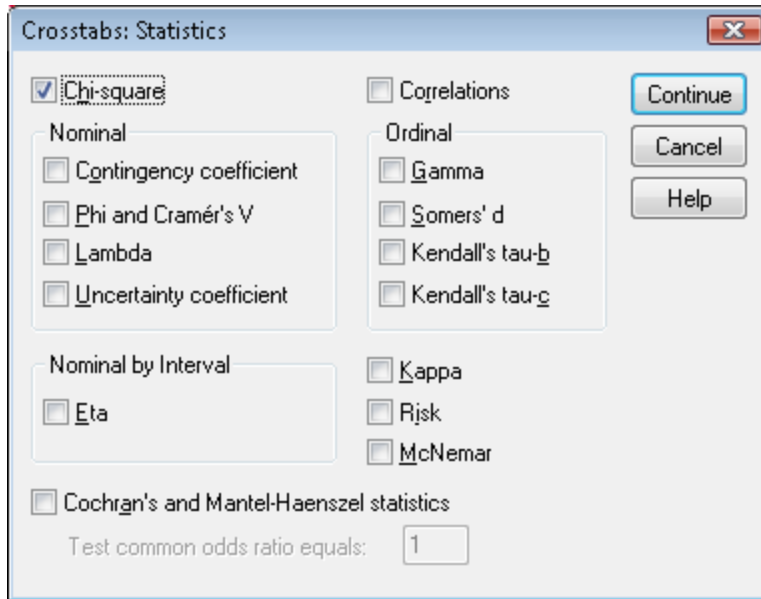 Crosstabs: Statistics
Chi-square
Correlations
Continue
Cancel
Help
Nominal
Contingency coefficient
Phi and Cramér's V
Lambda
Uncertainty coefficient
Ordinal
Gamma
Somers' d
Kendall's tau-b
Kendall's tau-c
Nominal by Interval
Eta
Kappa
Risk
McNemar
Cochran's and Mantel-Haenszel statistics
Test common odds ratio equals: 1